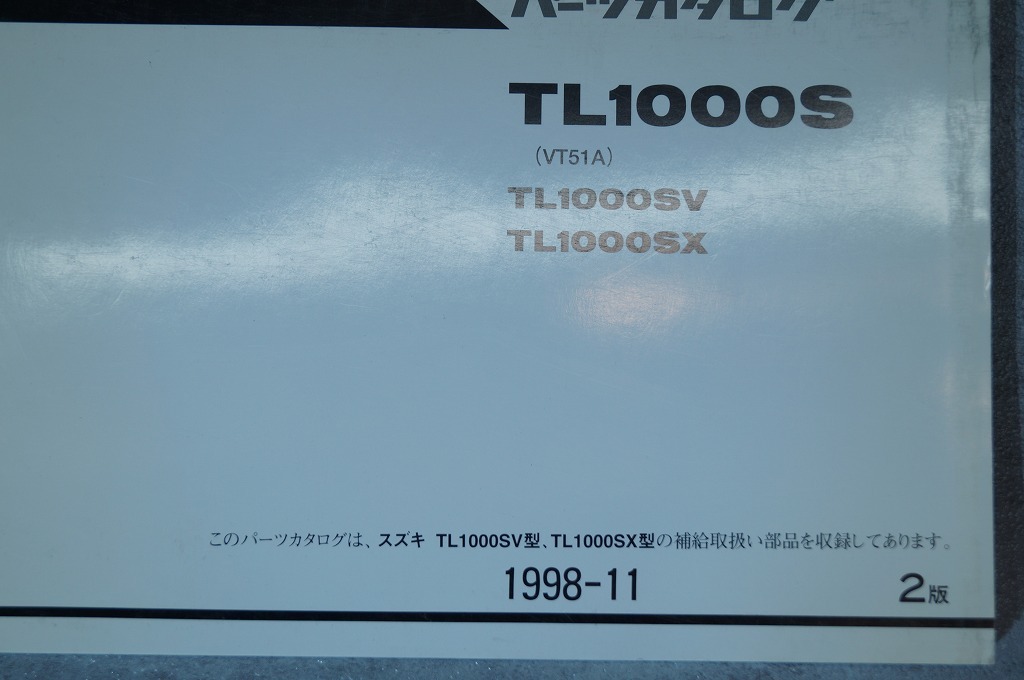 パーツカタログ
TL1000S
(VT51A)
TL1000SV
TL1000SX
このパーツカタログは、スズキ TL1000SV型、TL1000SX型の補給取扱い部品を収録してあります。
1998-11
2版